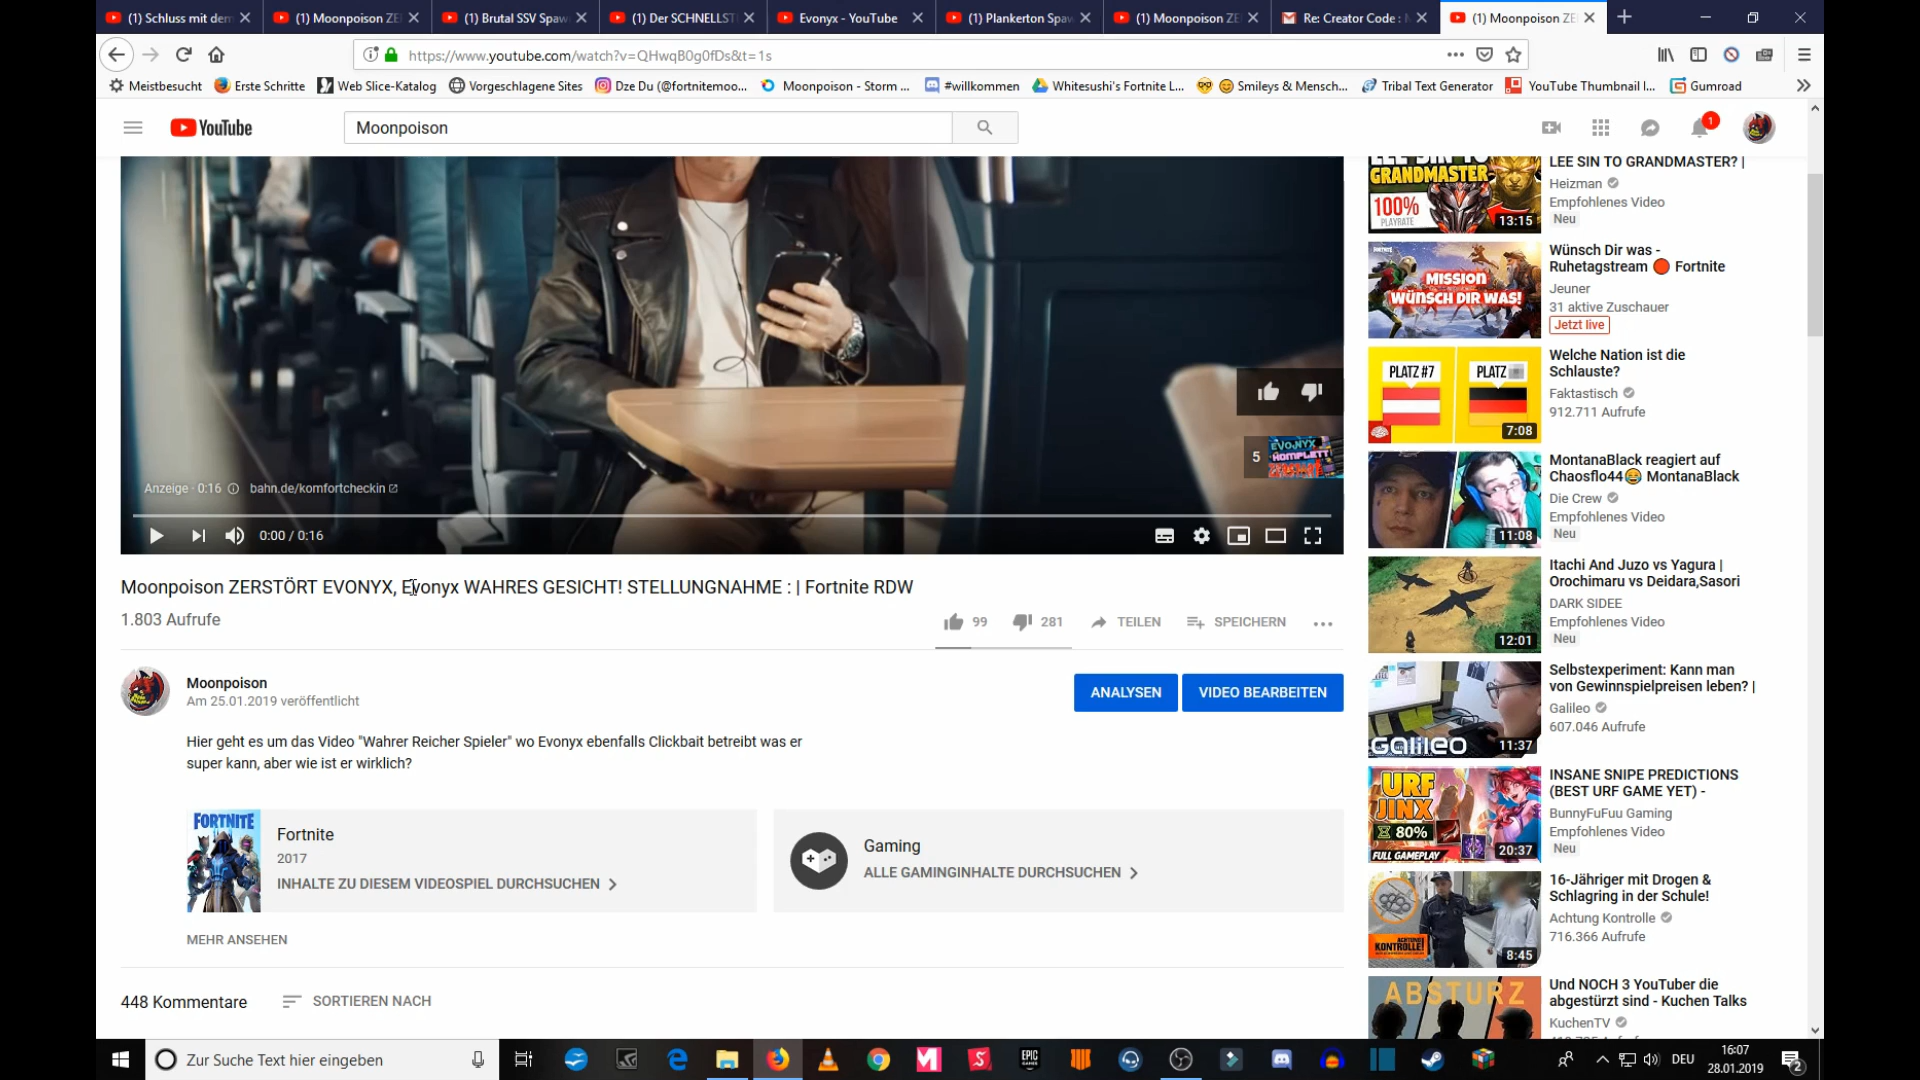 (1) Schluss mit dem
(1) Moonpoison ZE
(1) Brutal SSV Spaw
(1) Der SCHNELLST
Evonyx - YouTube
(1) Plankerton Spaw
(1) Moonpoison ZE
Re: Creator Code :
(1) Moonpoison ZE
https://www.youtube.com/watch?v=QHwqB0g0fDs&t=1s
Meistbesucht
Erste Schritte
Web Slice-Katalog
Vorgeschlagene Sites
Dze Du (@fortnitemoo...
Moonpoison - Storm ...
#willkommen
Whitesushi's Fortnite L...
Smileys & Mensch...
Tribal Text Generator
YouTube Thumbnail I...
Gumroad
YouTube
Moonpoison
1
Anzeige · 0:16
bahn.de/komfortcheckin
5
EVONYX
KOMPLETT
ZERSTÖRT
0:00 / 0:16
Moonpoison ZERSTÖRT EVONYX, Evonyx WAHRES GESICHT! STELLUNGNAHME : | Fortnite RDW
1.803 Aufrufe
99
281
TEILEN
SPEICHERN
Moonpoison
Am 25.01.2019 veröffentlicht
ANALYSEN
VIDEO BEARBEITEN
Hier geht es um das Video "Wahrer Reicher Spieler" wo Evonyx ebenfalls Clickbait betreibt was er
super kann, aber wie ist er wirklich?
FORTNITE
Fortnite
2017
INHALTE ZU DIESEM VIDEOSPIEL DURCHSUCHEN
Gaming
ALLE GAMINGINHALTE DURCHSUCHEN
MEHR ANSEHEN
448 Kommentare
SORTIEREN NACH
LEE SIN TO
GRANDMASTER
100%
PLAYRATE
13:15
LEE SIN TO GRANDMASTER? |
Heizman
Empfohlenes Video
Neu
MISSION
WÜNSCH DIR WAS!
Wünsch Dir was -
Ruhetagstream 🔴 Fortnite
Jeuner
31 aktive Zuschauer
Jetzt live
PLATZ #7
PLATZ
7:08
Welche Nation ist die
Schlauste?
Faktastisch
912.711 Aufrufe
11:08
MontanaBlack reagiert auf
Chaosflo44😂 MontanaBlack
Die Crew
Empfohlenes Video
Neu
12:01
Itachi And Juzo vs Yagura |
Orochimaru vs Deidara,Sasori
DARK SIDEE
Empfohlenes Video
Neu
GALILEO
11:37
Selbstexperiment: Kann man
von Gewinnspielpreisen leben? |
Galileo
607.046 Aufrufe
URF
JINX
80%
FULL GAMEPLAY
20:37
INSANE SNIPE PREDICTIONS
(BEST URF GAME YET) -
BunnyFuFuu Gaming
Empfohlenes Video
Neu
ACHTUNG
KONTROLLE!
8:45
16-Jähriger mit Drogen &
Schlagring in der Schule!
Achtung Kontrolle
716.366 Aufrufe
ABSTURZ
Und NOCH 3 YouTuber die
abgestürzt sind - Kuchen Talks
KuchenTV
Zur Suche Text hier eingeben
EPIC
GAMES
DEU
16:07
28.01.2019
2